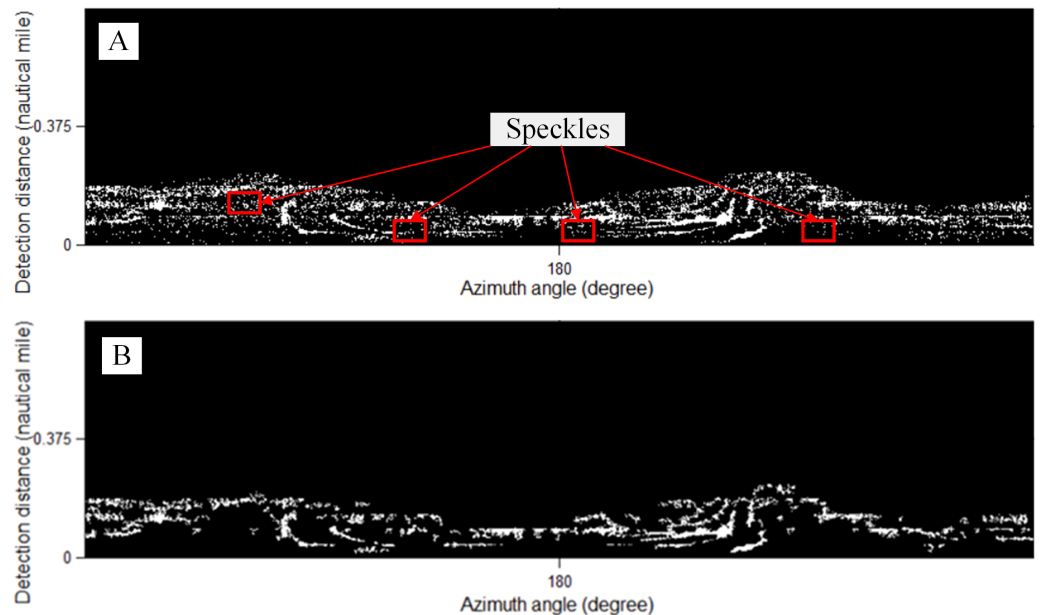 A
Detection distance (nautical mile)
0.375
Speckles
0
180
Azimuth angle (degree)
B
Detection distance (nautical mile)
0.375
0
180
Azimuth angle (degree)